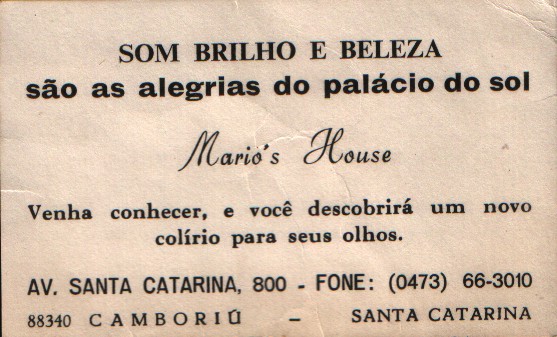 SOM BRILHO E BELEZA
são as alegrias do palácio do sol
Mario's House
Venha conhecer, e você descobrirá um novo
colírio para seus olhos.
AV. SANTA CATARINA, 800 - FONE: (0473) 66-3010
88340 CAMBORIÚ – SANTA CATARINA